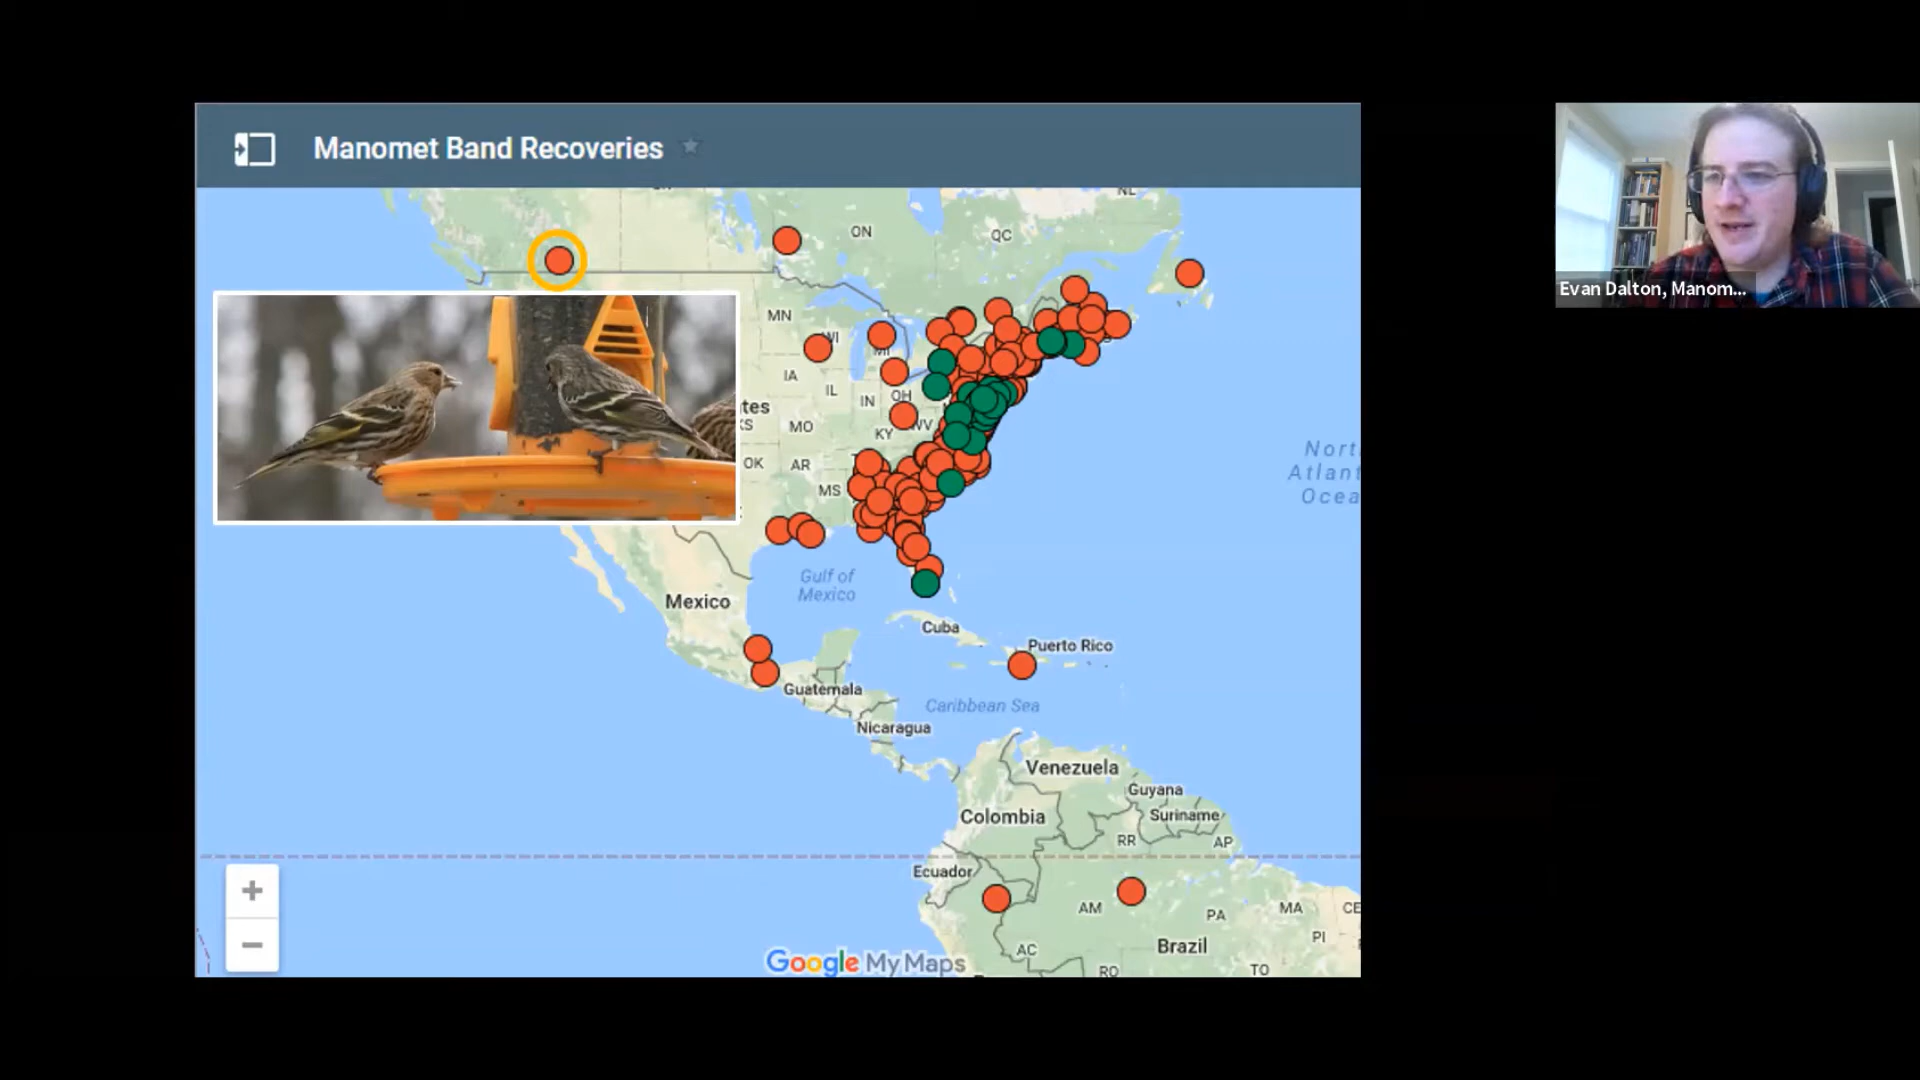 Manomet Band Recoveries
NL
ON
QC
MN
WI
MI
IA
IL
IN
OH
tes
KS
MO
KY
WV
OK
AR
MS
Nort
Atlant
Ocea
Gulf of
Mexico
Mexico
Cuba
Puerto Rico
Guatemala
Caribbean Sea
Nicaragua
Venezuela
Guyana
Colombia
Suriname
RR
AP
Ecuador
AM
PA
MA
CE
PI
AC
Brazil
RO
TO
Google My Maps
Evan Dalton, Manom...